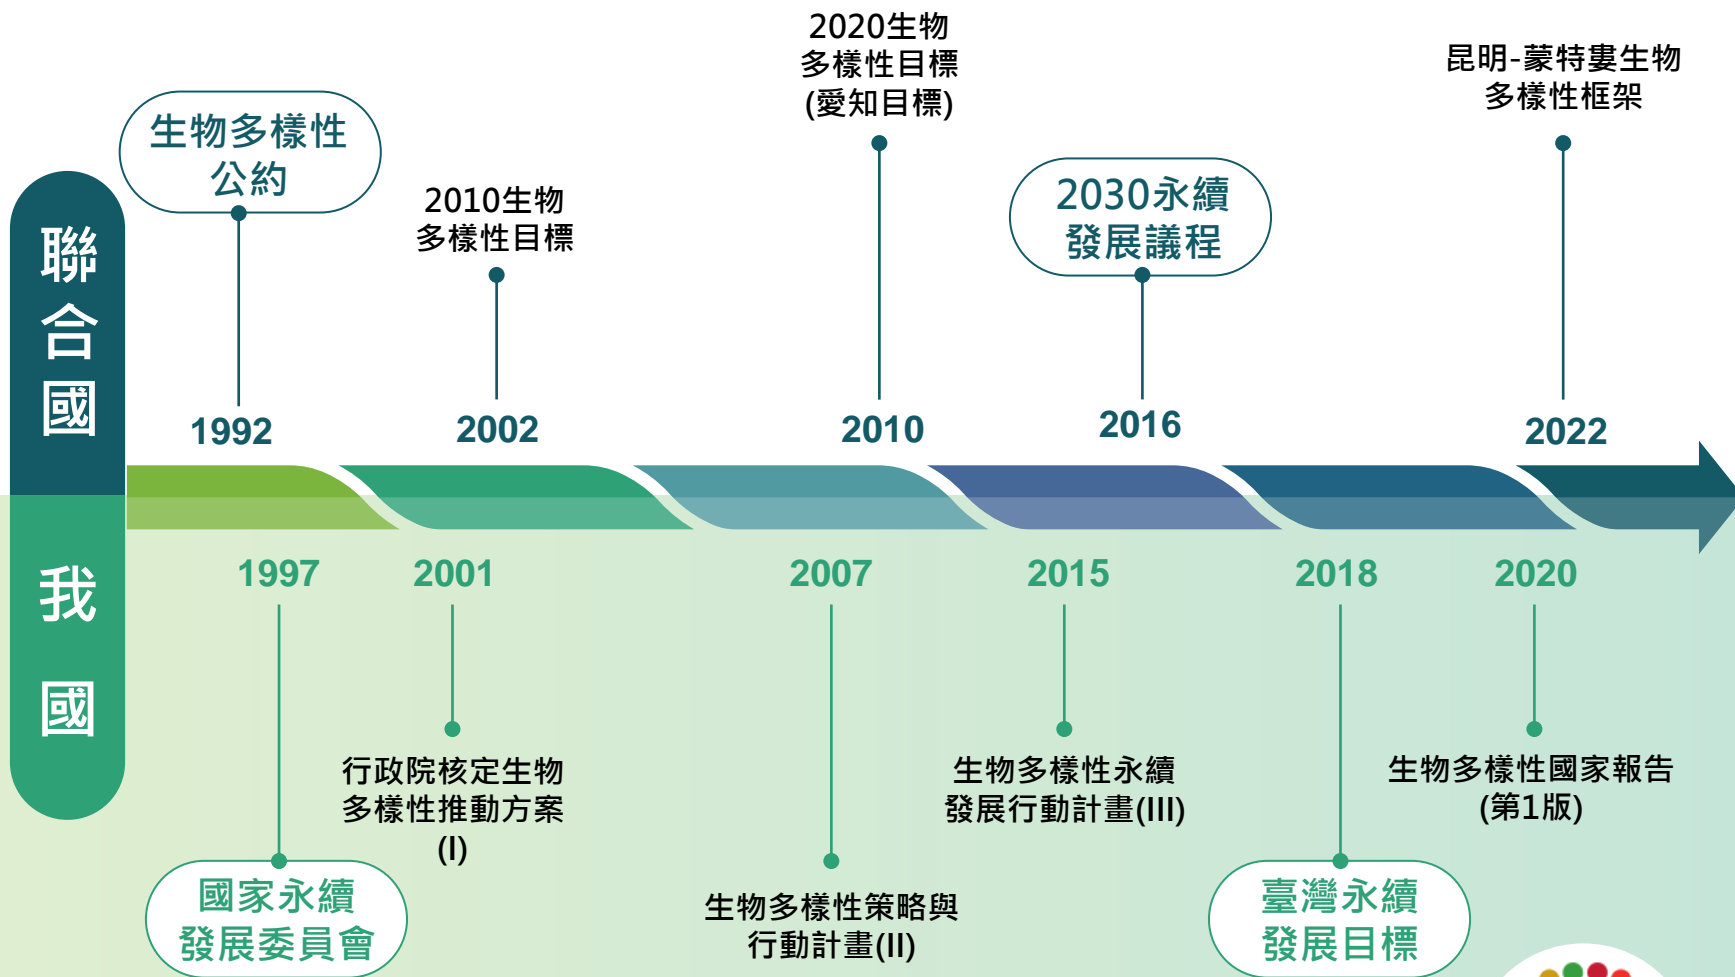 聯合國
生物多樣性
公約
1992
2010生物
多樣性目標
2002
2020生物
多樣性目標
(愛知目標)
2010
2030永續
發展議程
2016
昆明-蒙特婁生物
多樣性框架
2022
我國
1997
國家永續
發展委員會
2001
行政院核定生物
多樣性推動方案
(I)
2007
生物多樣性策略與
行動計畫(II)
2015
生物多樣性永續
發展行動計畫(III)
2018
臺灣永續
發展目標
2020
生物多樣性國家報告
(第1版)